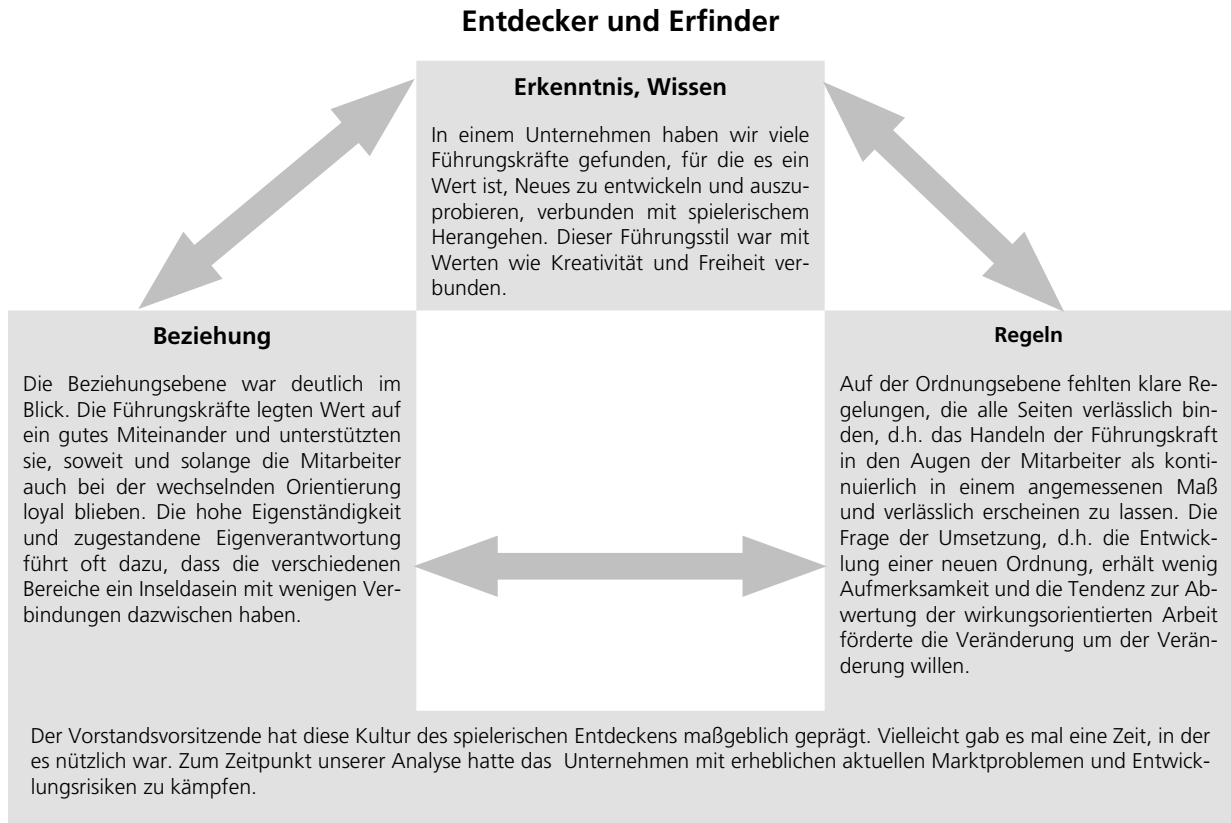 Entdecker und Erfinder
Erkenntnis, Wissen
In einem Unternehmen haben wir viele
Führungskräfte gefunden, für die es ein
Wert ist, Neues zu entwickeln und auszu-
probieren, verbunden mit spielerischem
Herangehen. Dieser Führungsstil war mit
Werten wie Kreativität und Freiheit ver-
bunden.
Beziehung
Die Beziehungsebene war deutlich im
Blick. Die Führungskräfte legten Wert auf
ein gutes Miteinander und unterstützten
sie, soweit und solange die Mitarbeiter
auch bei der wechselnden Orientierung
loyal blieben. Die hohe Eigenständigkeit
und zugestandene Eigenverantwortung
führt oft dazu, dass die verschiedenen
Bereiche ein Inseldasein mit wenigen Ver-
bindungen dazwischen haben.
Regeln
Auf der Ordnungsebene fehlten klare Re-
gelungen, die alle Seiten verlässlich bin-
den, d.h. das Handeln der Führungskraft
in den Augen der Mitarbeiter als konti-
nuierlich in einem angemessenen Maß
und verlässlich erscheinen zu lassen. Die
Frage der Umsetzung, d.h. die Entwick-
lung einer neuen Ordnung, erhält wenig
Aufmerksamkeit und die Tendenz zur Ab-
wertung der wirkungsorientierten Arbeit
förderte die Veränderung um der Verän-
derung willen.
Der Vorstandsvorsitzende hat diese Kultur des spielerischen Entdeckens maßgeblich geprägt. Vielleicht gab es mal eine Zeit, in der
es nützlich war. Zum Zeitpunkt unserer Analyse hatte das Unternehmen mit erheblichen aktuellen Marktproblemen und Entwick-
lungsrisiken zu kämpfen.